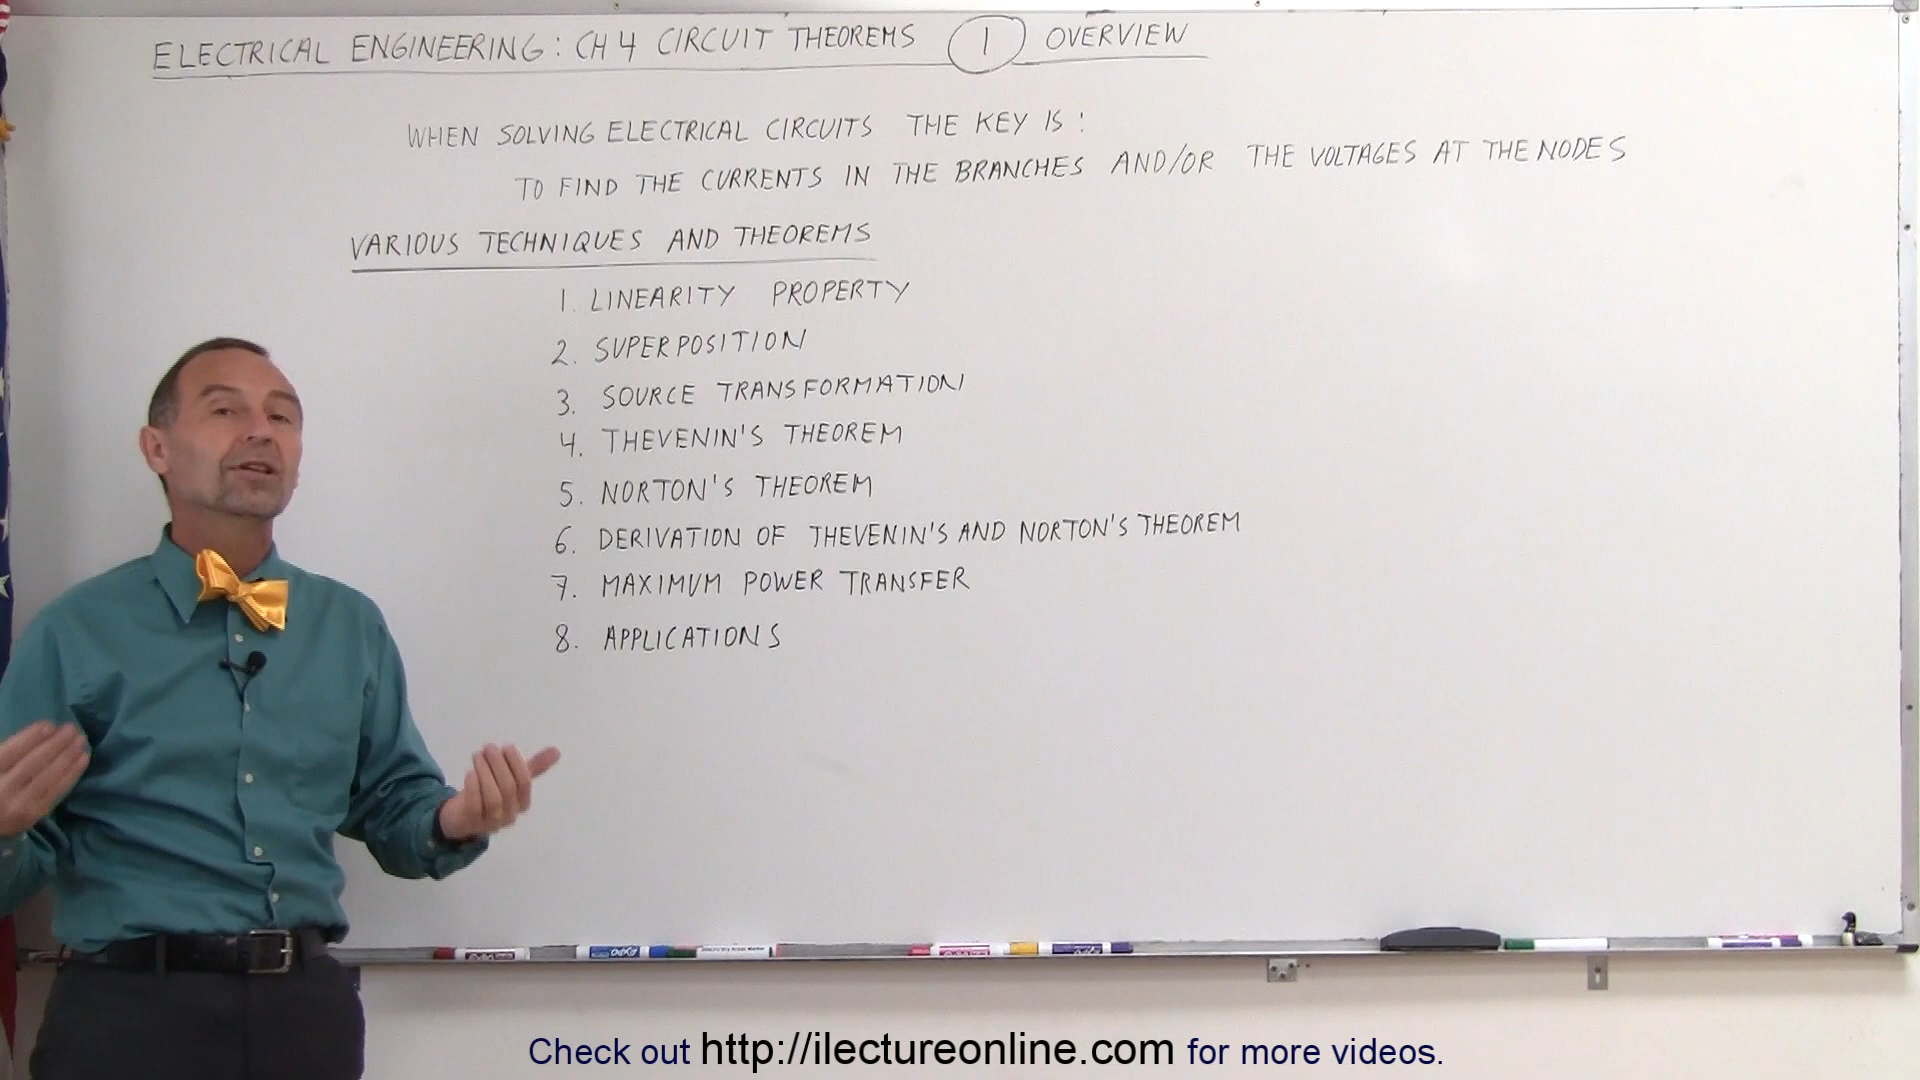 ELECTRICAL ENGINEERING: CH 4 CIRCUIT THEOREMS 1 OVERVIEW
WHEN SOLVING ELECTRICAL CIRCUITS THE KEY IS:
TO FIND THE CURRENTS IN THE BRANCHES AND/OR THE VOLTAGES AT THE NODES
VARIOUS TECHNIQUES AND THEOREMS
1. LINEARITY PROPERTY
2. SUPERPOSITION
3. SOURCE TRANSFORMATION
4. THEVENIN'S THEOREM
5. NORTON'S THEOREM
6. DERIVATION OF THEVENIN'S AND NORTON'S THEOREM
7. MAXIMUM POWER TRANSFER
8. APPLICATIONS
Check out http://ilectureonline.com for more videos.